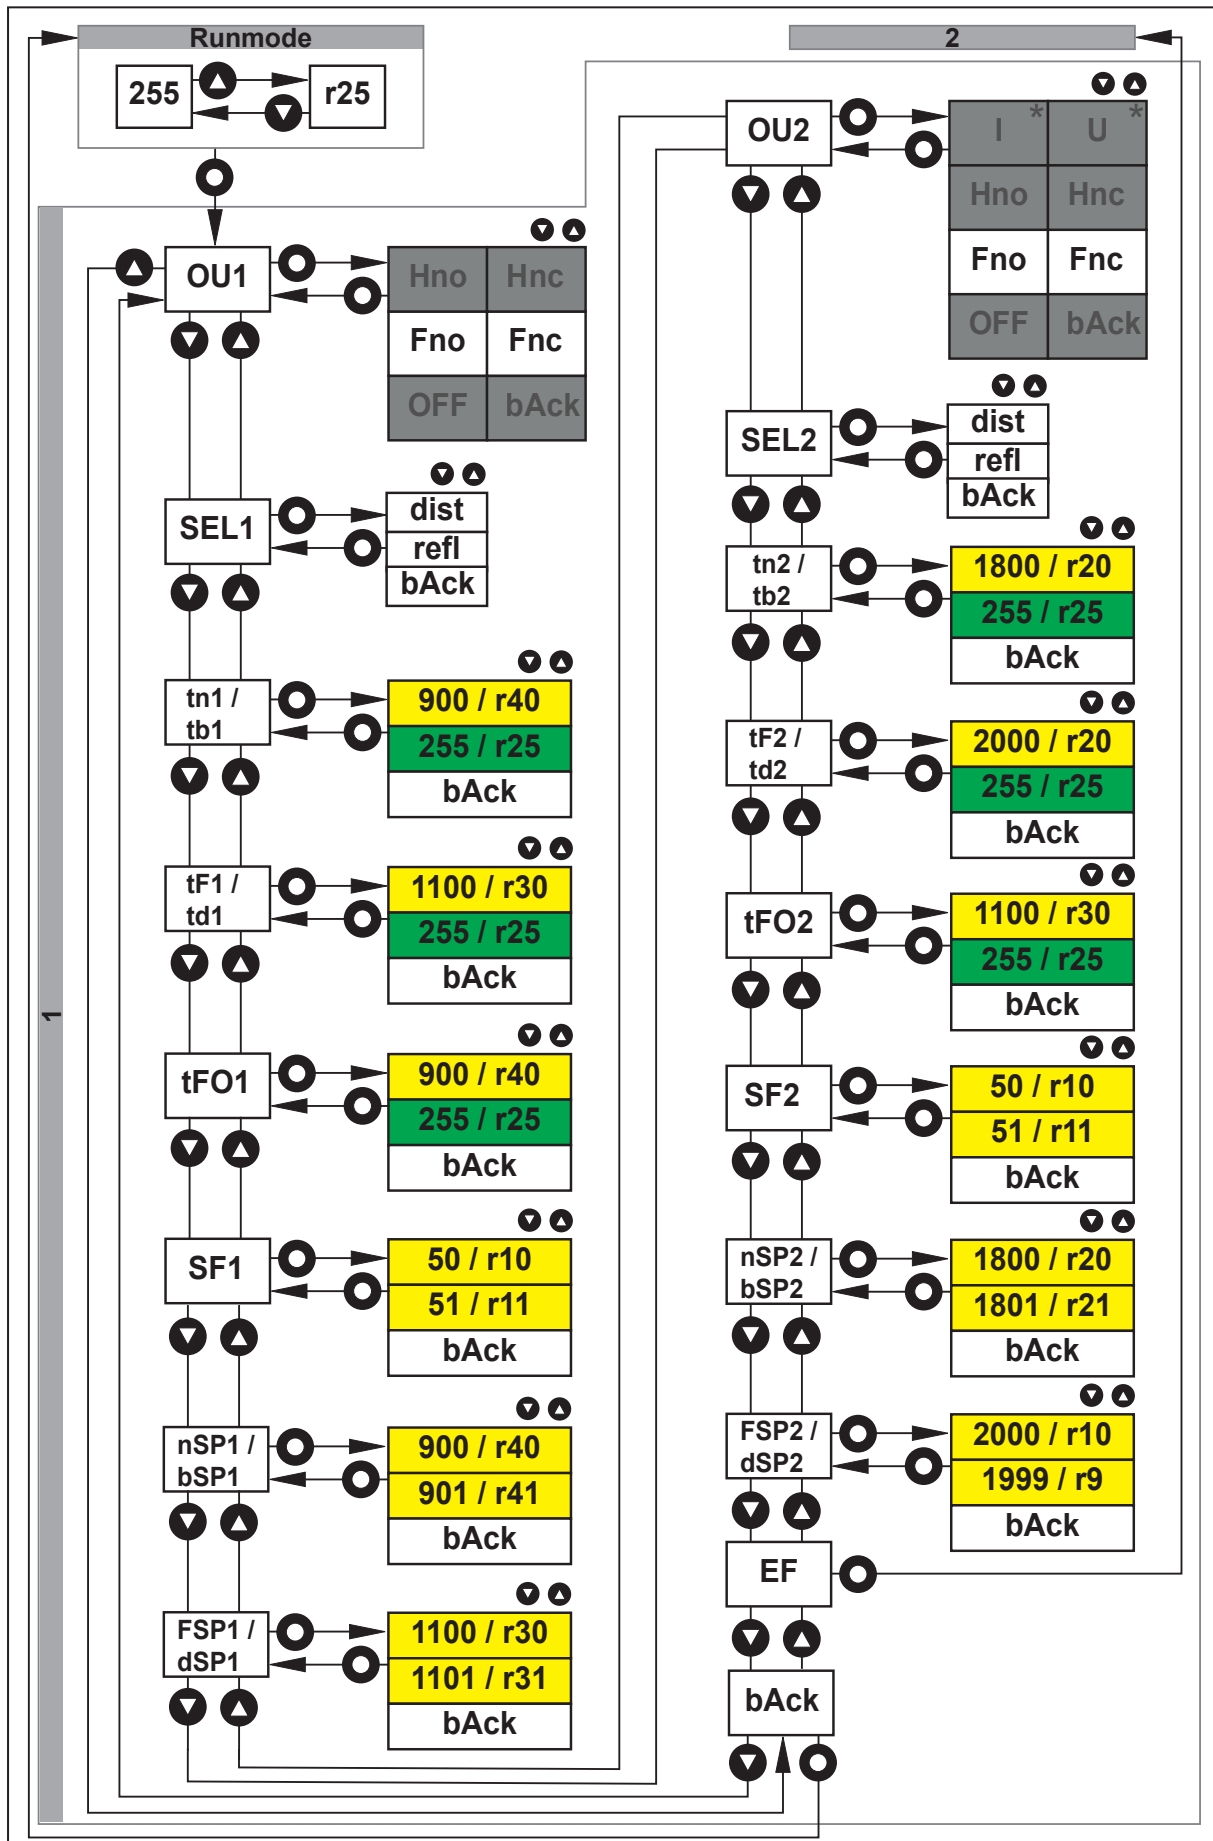 Runmode
255
r25
1
OU1
Hno Hnc
Fno Fnc
OFF bAck
SEL1
dist
refl
bAck
tn1 /
tb1
900 / r40
255 / r25
bAck
tF1 /
td1
1100 / r30
255 / r25
bAck
tFO1
900 / r40
255 / r25
bAck
SF1
50 / r10
51 / r11
bAck
nSP1 /
bSP1
900 / r40
901 / r41
bAck
FSP1 /
dSP1
1100 / r30
1101 / r31
bAck
2
OU2
I * U *
Hno Hnc
Fno Fnc
OFF bAck
SEL2
dist
refl
bAck
tn2 /
tb2
1800 / r20
255 / r25
bAck
tF2 /
td2
2000 / r20
255 / r25
bAck
tFO2
1100 / r30
255 / r25
bAck
SF2
50 / r10
51 / r11
bAck
nSP2 /
bSP2
1800 / r20
1801 / r21
bAck
FSP2 /
dSP2
2000 / r10
1999 / r9
bAck
EF
bAck